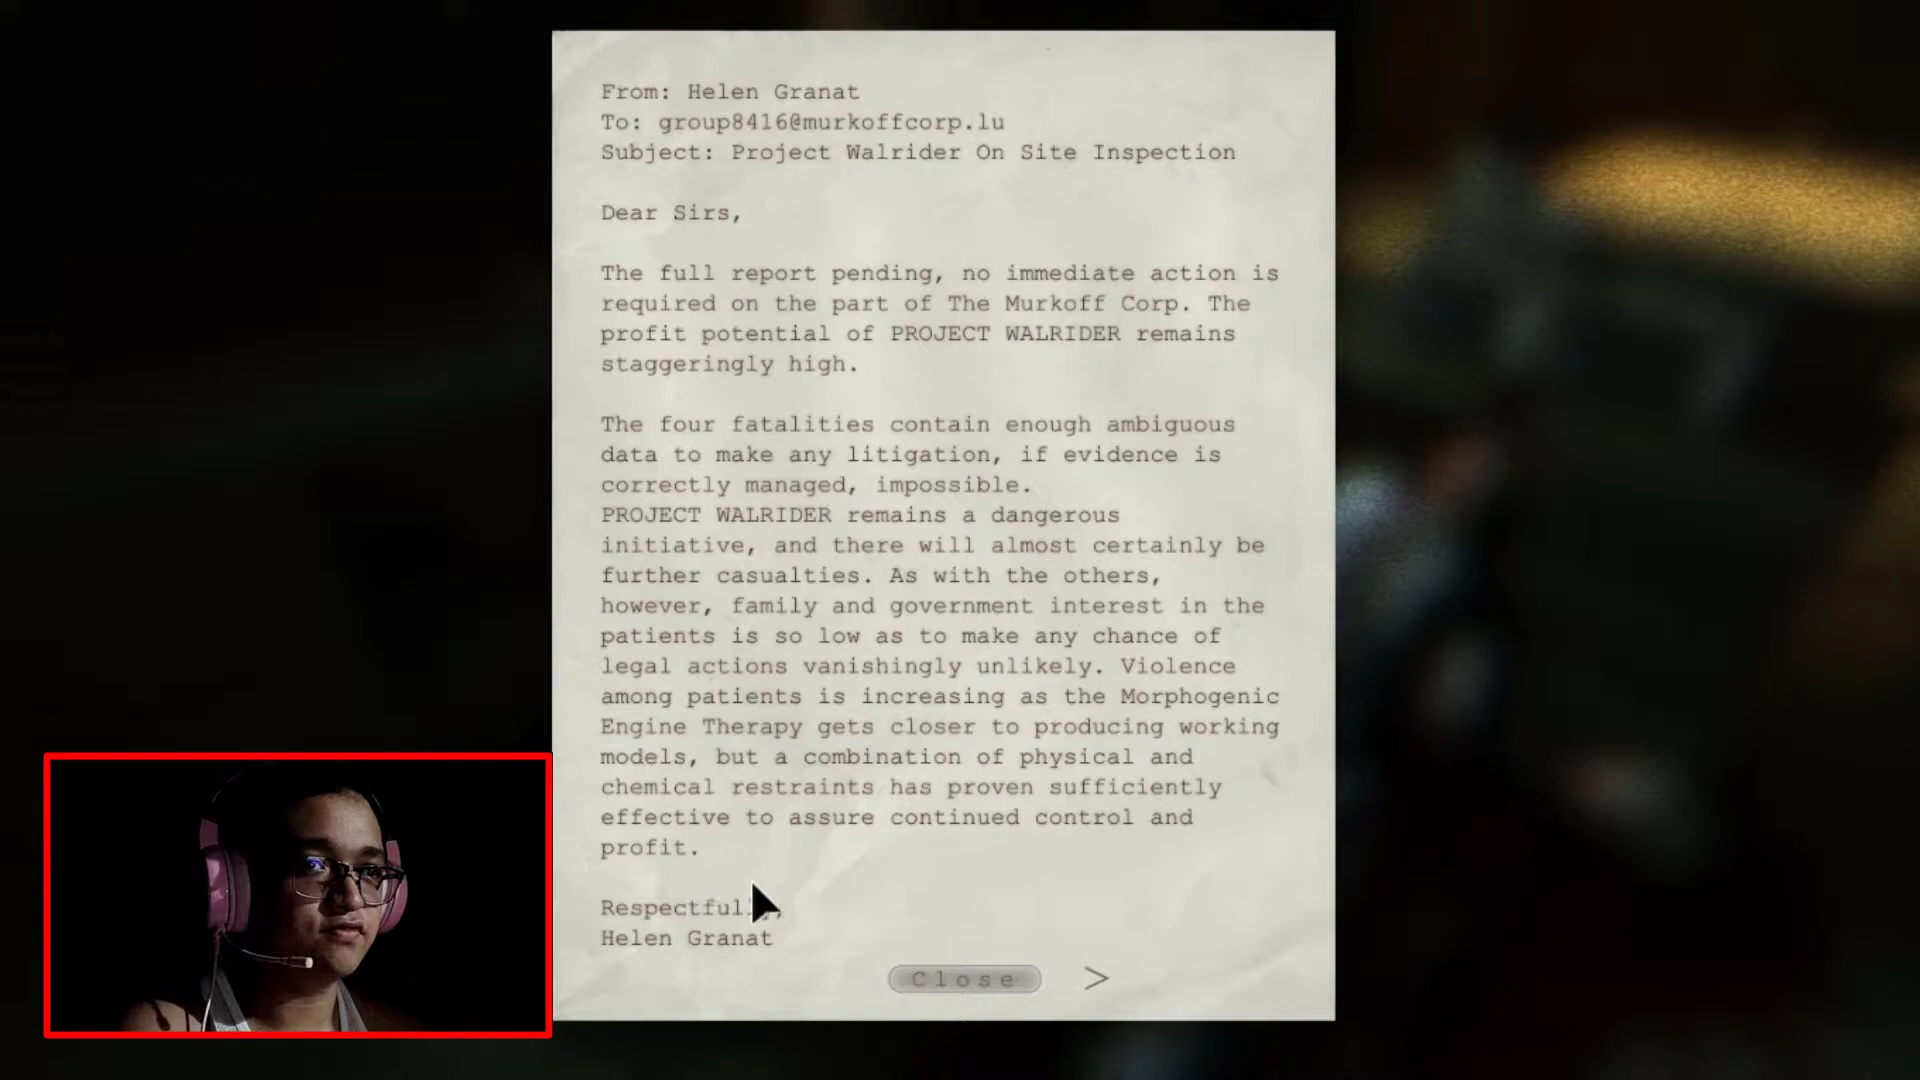 From: Helen Granat
To: group8416@murkoffcorp.lu
Subject: Project Walrider On Site Inspection
Dear Sirs,
The full report pending, no immediate action is
required on the part of The Murkoff Corp. The
profit potential of PROJECT WALRIDER remains
staggeringly high.
The four fatalities contain enough ambiguous
data to make any litigation, if evidence is
correctly managed, impossible.
PROJECT WALRIDER remains a dangerous
initiative, and there will almost certainly be
further casualties. As with the others,
however, family and government interest in the
patients is so low as to make any chance of
legal actions vanishingly unlikely. Violence
among patients is increasing as the Morphogenic
Engine Therapy gets closer to producing working
models, but a combination of physical and
chemical restraints has proven sufficiently
effective to assure continued control and
profit.
Respectfully,
Helen Granat
Close >